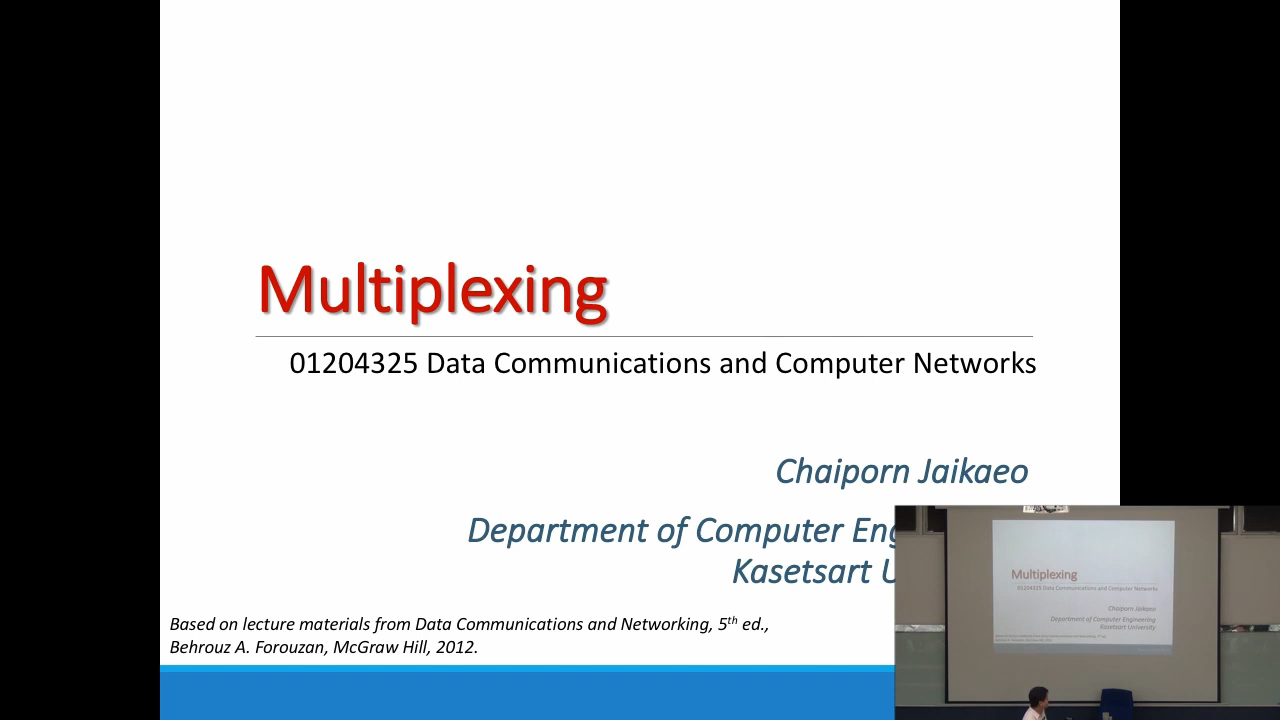 Multiplexing
01204325 Data Communications and Computer Networks
Chaiporn Jaikaeo
Department of Computer Eng
Kasetsart U
Based on lecture materials from Data Communications and Networking, 5th ed.,
Behrouz A. Forouzan, McGraw Hill, 2012.
Multiplexing
01204325 Data Communications and Computer Networks
Chaiporn Jaikaeo
Department of Computer Engineering
Kasetsart University